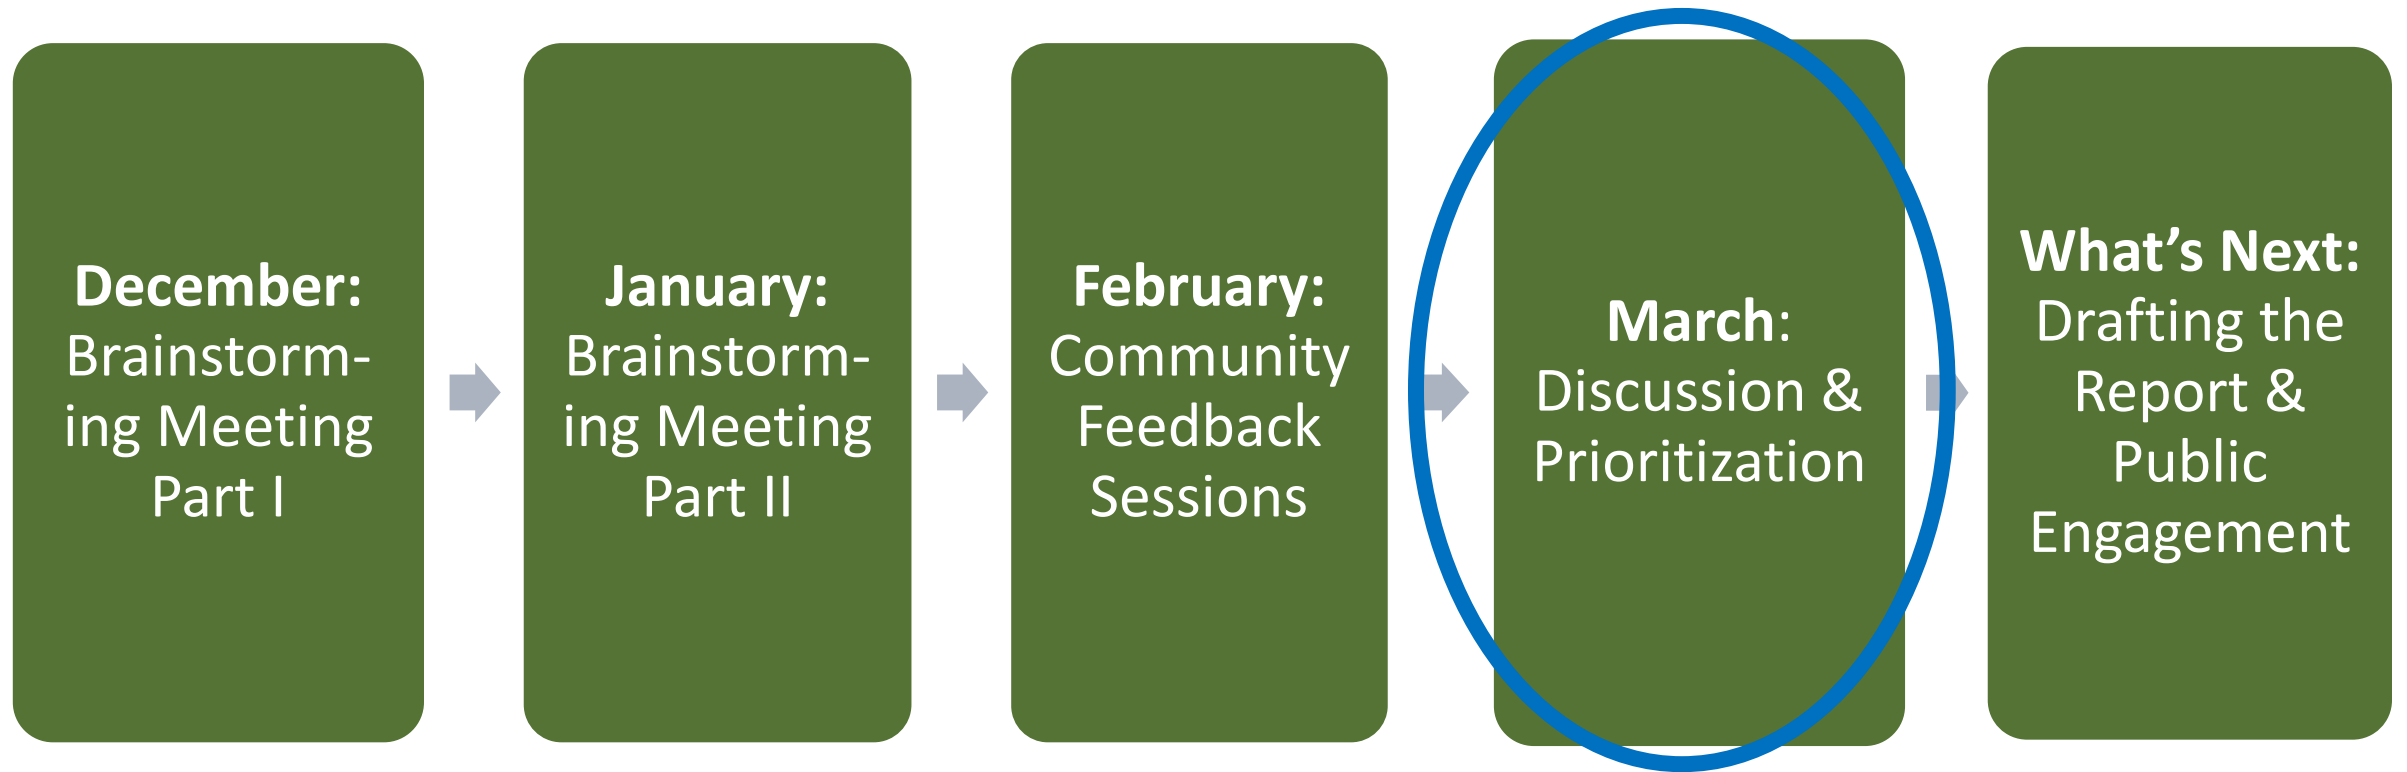 December:
Brainstorm-
ing Meeting
Part I
January:
Brainstorm-
ing Meeting
Part II
February:
Community
Feedback
Sessions
March:
Discussion &
Prioritization
What’s Next:
Drafting the
Report &
Public
Engagement